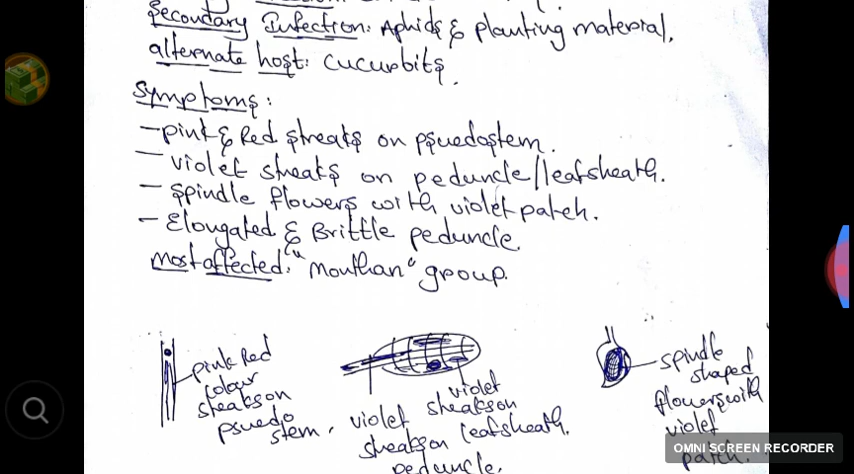 Secondary Infection: Aphids & planting material.
alternate host: cucurbits.
Symptoms:
- pink & Red streaks on psuedostem.
- violet streaks on peduncle/leafsheath.
- spindle flowers with violet patch.
- Elongated & Brittle peduncle.
most affected: "Monthan" group.
pink Red
colour
streaks on
psuedo
stem.
violet streaks on
peduncle.
violet
streaks on
leafsheath.
spindle
shaped
flowers with
violet
patch.
OMNI SCREEN RECORDER